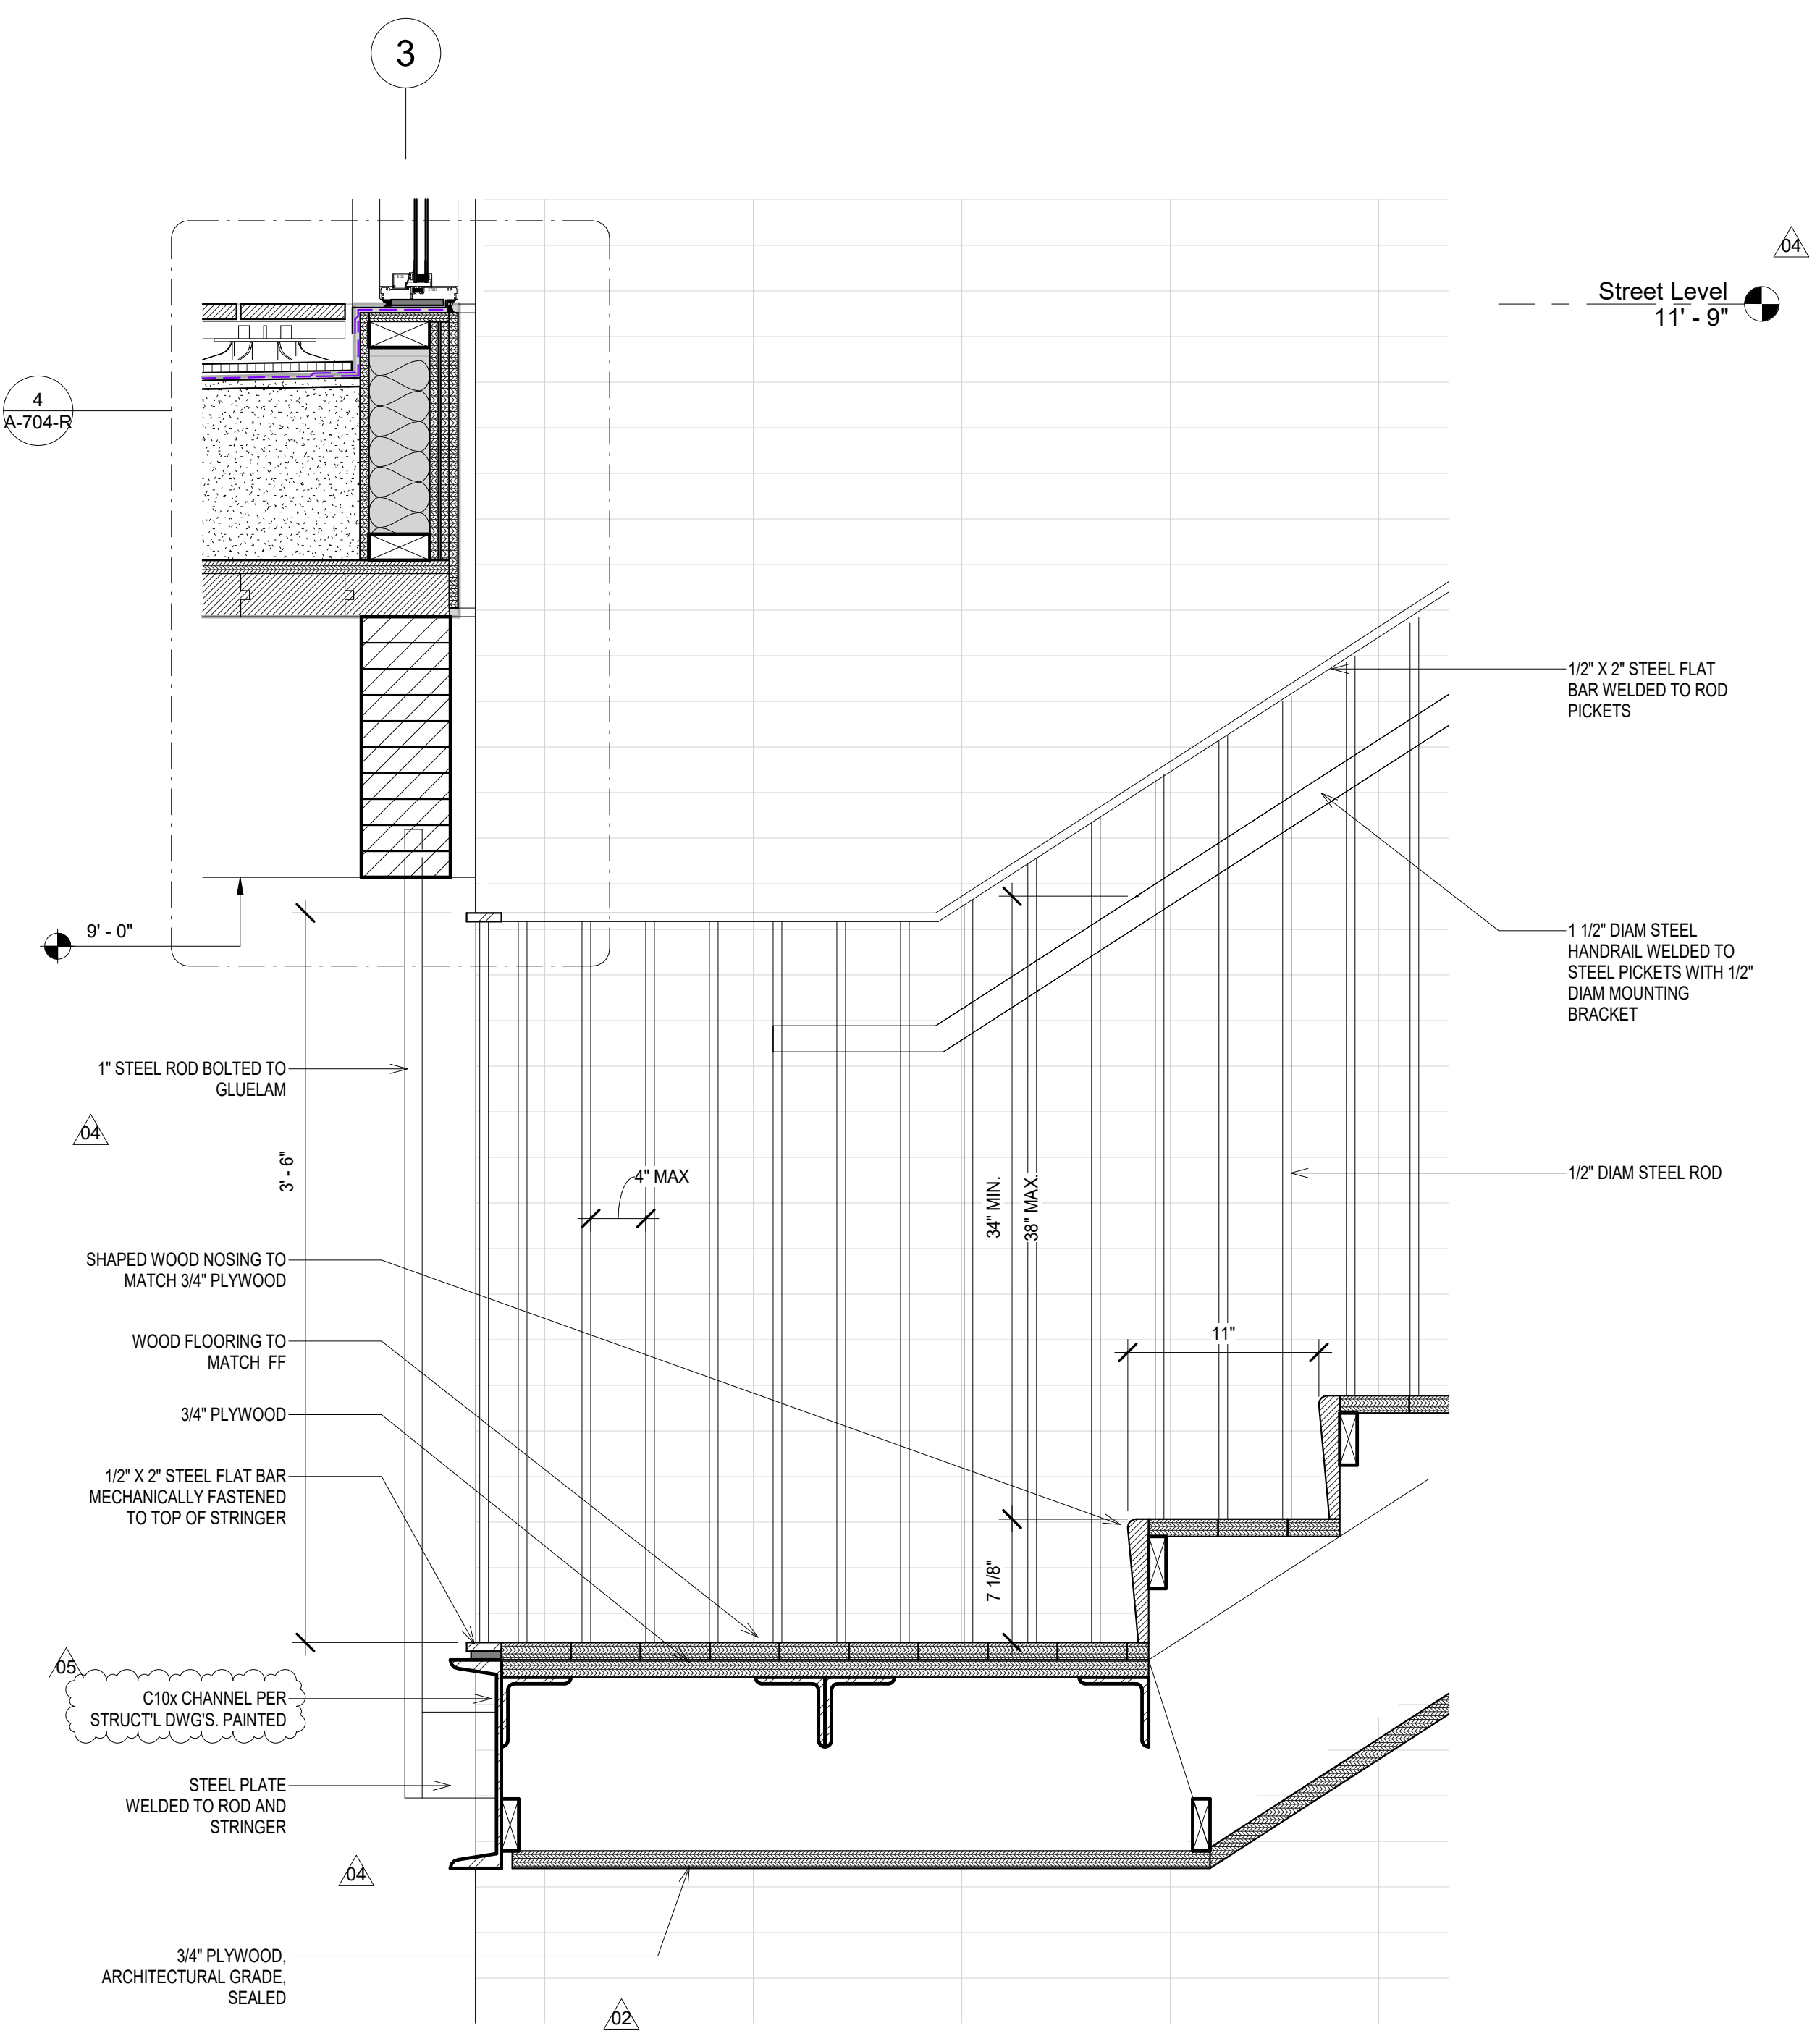 3
04
Street Level
11' - 9"
4
A-704-R
1/2" X 2" STEEL FLAT
BAR WELDED TO ROD
PICKETS
9' - 0"
1 1/2" DIAM STEEL
HANDRAIL WELDED TO
STEEL PICKETS WITH 1/2"
DIAM MOUNTING
BRACKET
1" STEEL ROD BOLTED TO
GLUELAM
04
3' - 6"
4" MAX
34" MIN.
38" MAX.
1/2" DIAM STEEL ROD
SHAPED WOOD NOSING TO
MATCH 3/4" PLYWOOD
11"
WOOD FLOORING TO
MATCH FF
3/4" PLYWOOD
1/2" X 2" STEEL FLAT BAR
MECHANICALLY FASTENED
TO TOP OF STRINGER
7 1/8"
05
C10x CHANNEL PER
STRUCT'L DWG'S. PAINTED
STEEL PLATE
WELDED TO ROD AND
STRINGER
04
3/4" PLYWOOD,
ARCHITECTURAL GRADE,
SEALED
02